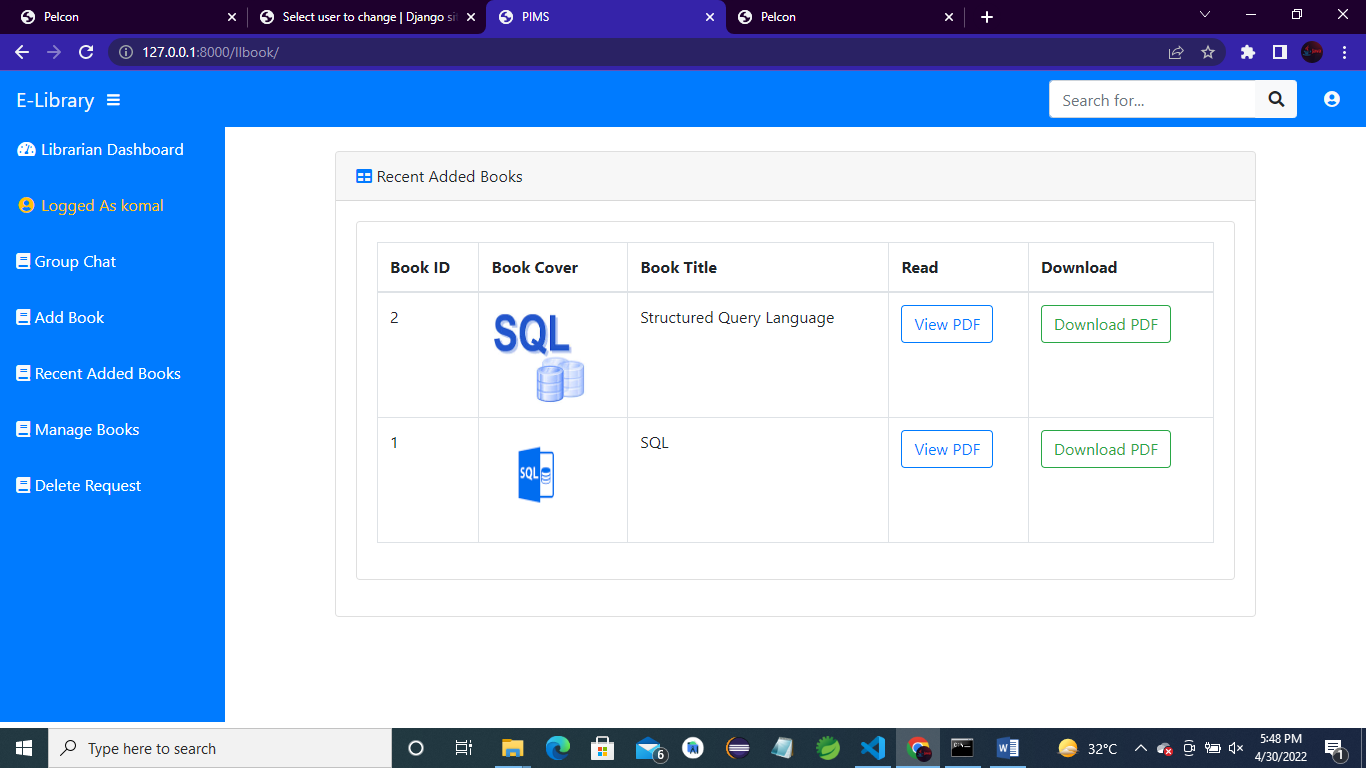 Pelcon
Select user to change | Django si
PIMS
Pelcon
127.0.0.1:8000/llbook/
E-Library
Search for...
Librarian Dashboard
Logged As komal
Group Chat
Add Book
Recent Added Books
Manage Books
Delete Request
Recent Added Books
Book ID Book Cover Book Title Read Download
2 SQL Structured Query Language View PDF Download PDF
1 SQL SQL View PDF Download PDF
Type here to search
6
32°C
5:48 PM
4/30/2022
1